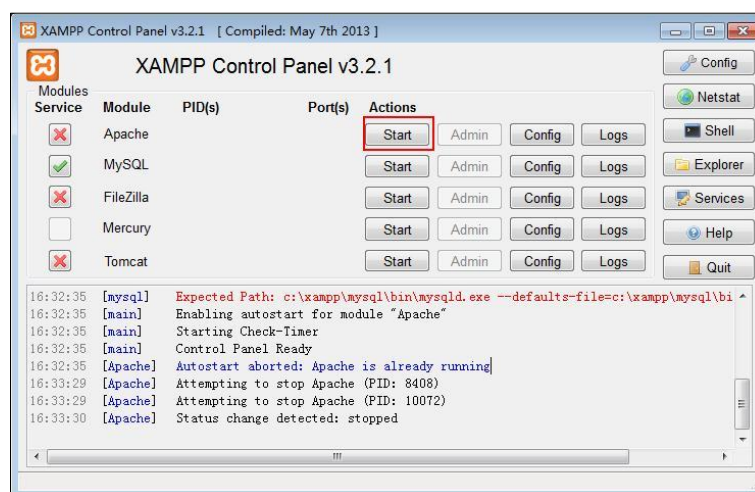 XAMPP Control Panel v3.2.1 [ Compiled: May 7th 2013 ]
XAMPP Control Panel v3.2.1
Config
Modules
Service Module PID(s) Port(s) Actions
Netstat
Apache Start Admin Config Logs
Shell
MySQL Start Admin Config Logs
Explorer
FileZilla Start Admin Config Logs
Services
Mercury Start Admin Config Logs
Help
Tomcat Start Admin Config Logs
Quit
16:32:35 [mysql] Expected Path: c:\xampp\mysql\bin\mysqld.exe --defaults-file=c:\xampp\mysql\bi
16:32:35 [main] Enabling autostart for module "Apache"
16:32:35 [main] Starting Check-Timer
16:32:35 [main] Control Panel Ready
16:32:35 [Apache] Autostart aborted: Apache is already running
16:33:29 [Apache] Attempting to stop Apache (PID: 8408)
16:33:29 [Apache] Attempting to stop Apache (PID: 10072)
16:33:30 [Apache] Status change detected: stopped